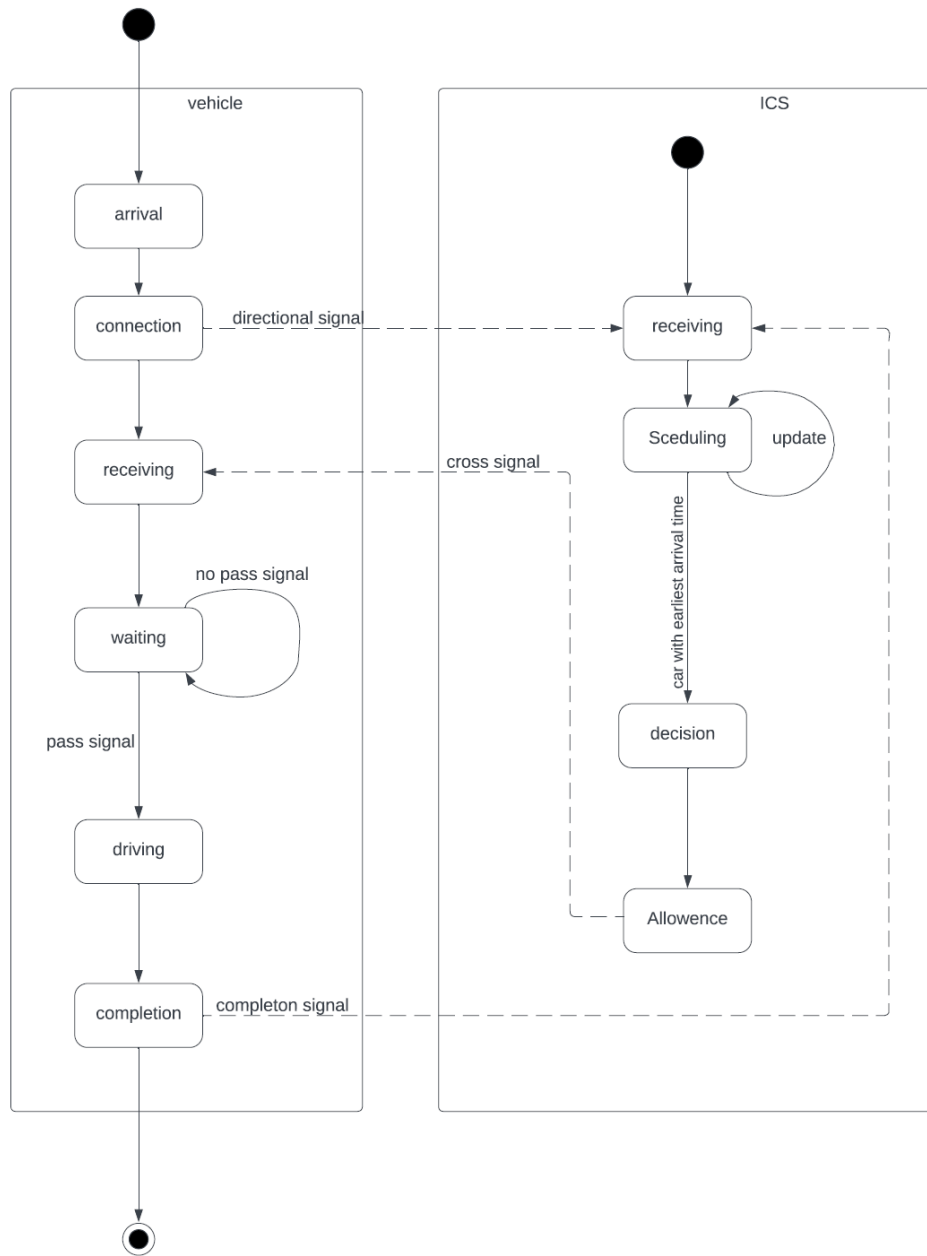 vehicle
ICS
arrival
connection
directional signal
receiving
Sceduling
update
receiving
cross signal
car with earliest arrival time
no pass signal
waiting
pass signal
decision
driving
Allowence
completion
completon signal